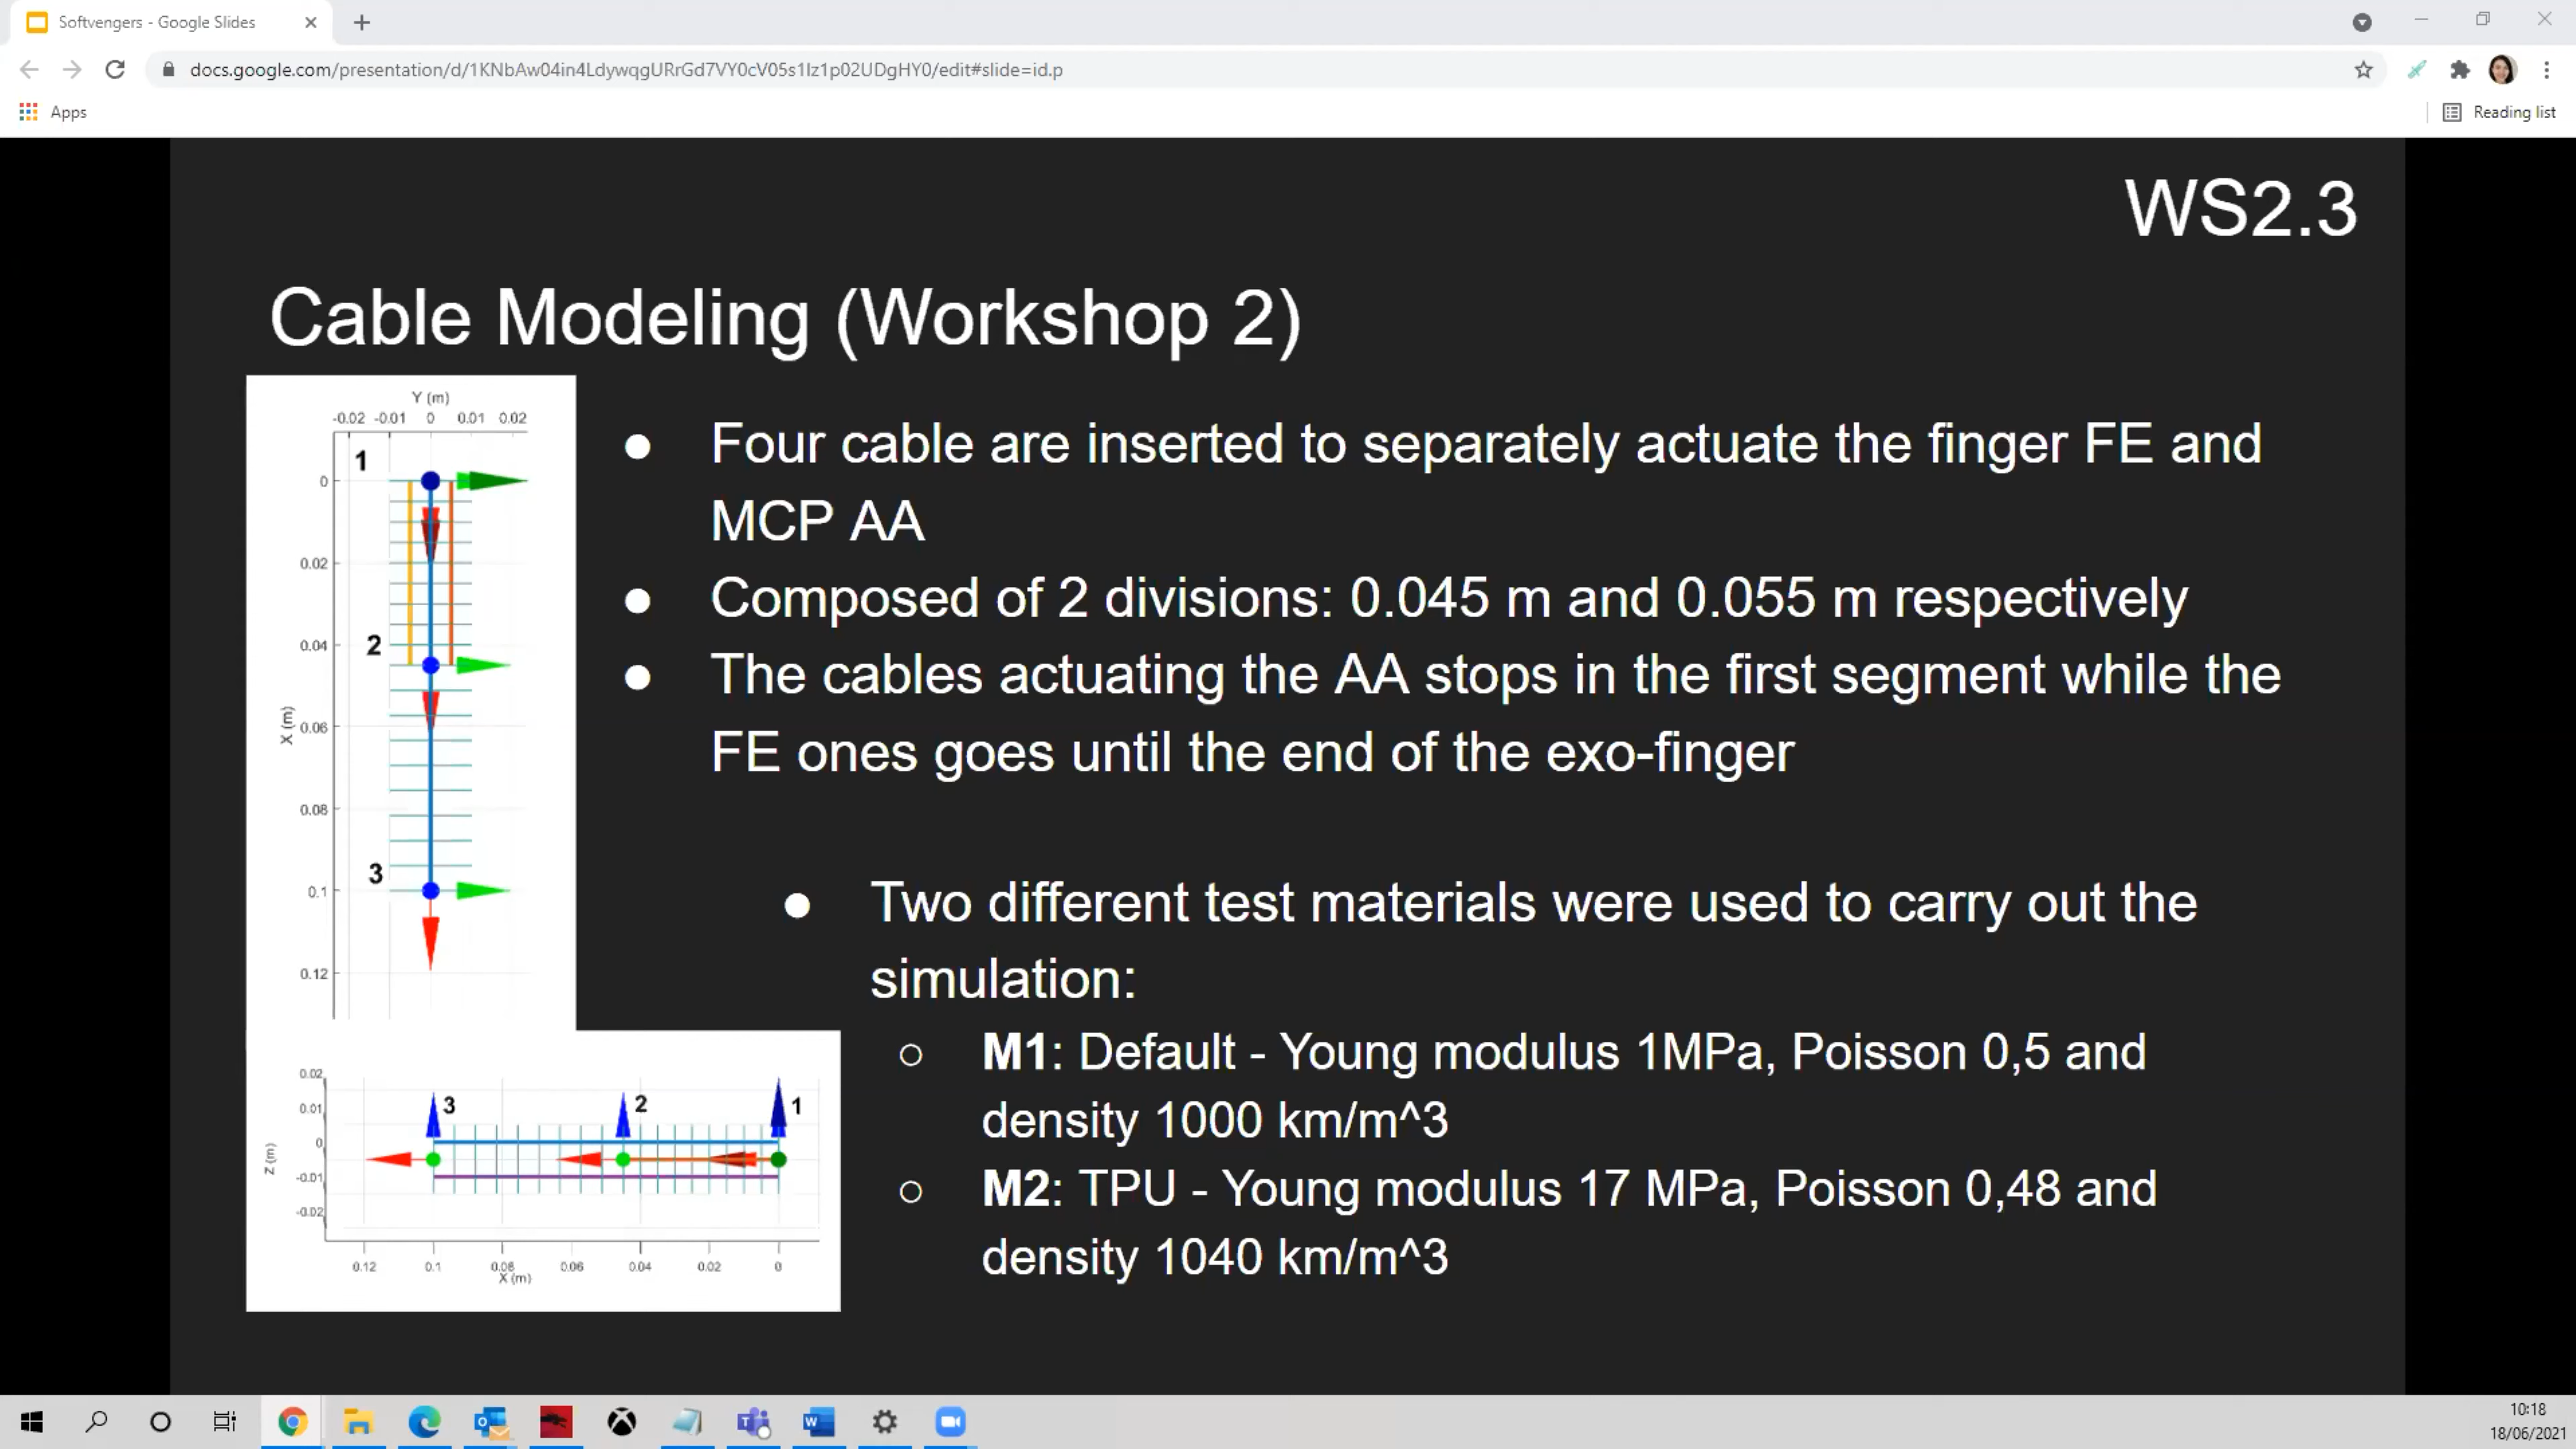 Softvengers - Google Slides
docs.google.com/presentation/d/1KNbAw04in4LdywqgURrGd7VY0cV05s1Iz1p02UDgHY0/edit#slide=id.p
Apps
Reading list
WS2.3
Cable Modeling (Workshop 2)
Y (m)
-0.02 -0.01 0 0.01 0.02
1
0
0.02
0.04
2
X (m)
0.06
0.08
3
0.1
0.12
● Four cable are inserted to separately actuate the finger FE and
MCP AA
● Composed of 2 divisions: 0.045 m and 0.055 m respectively
● The cables actuating the AA stops in the first segment while the
FE ones goes until the end of the exo-finger
● Two different test materials were used to carry out the
simulation:
○ M1: Default - Young modulus 1MPa, Poisson 0,5 and
density 1000 km/m^3
○ M2: TPU - Young modulus 17 MPa, Poisson 0,48 and
density 1040 km/m^3
0.02
0.01
0
-0.01
-0.02
Z (m)
3 2 1
0.12 0.1 0.08 0.06 0.04 0.02 0
X (m)
10:18
18/06/2021